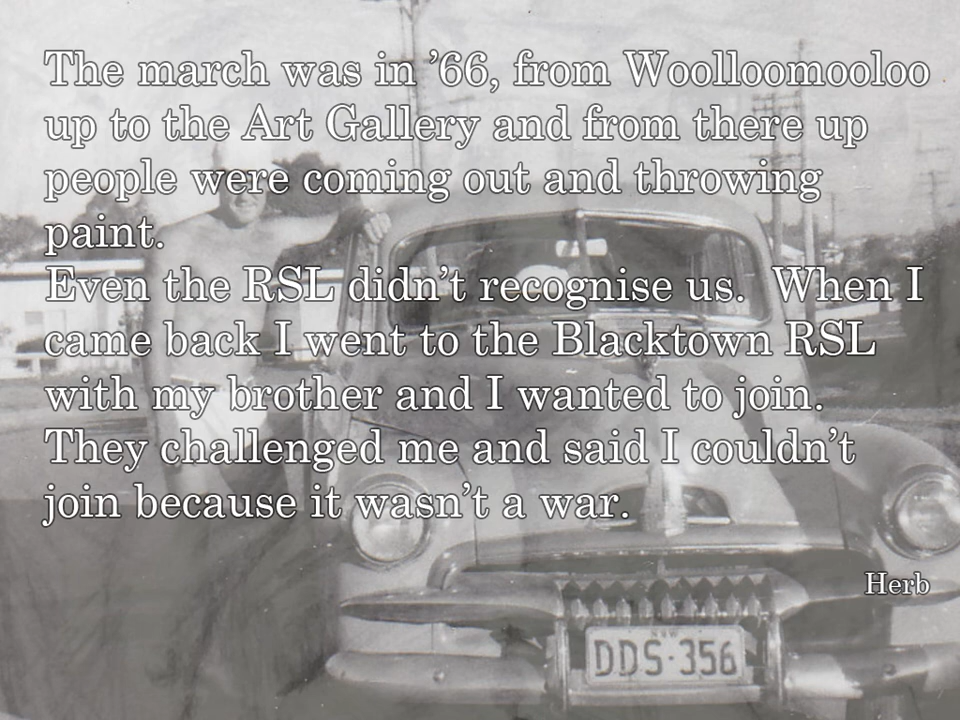 The march was in ’66, from Woolloomooloo
up to the Art Gallery and from there up
people were coming out and throwing
paint.
Even the RSL didn’t recognise us.  When I
came back I went to the Blacktown RSL
with my brother and I wanted to join.
They challenged me and said I couldn’t
join because it wasn’t a war.
Herb
NSW
DDS·356